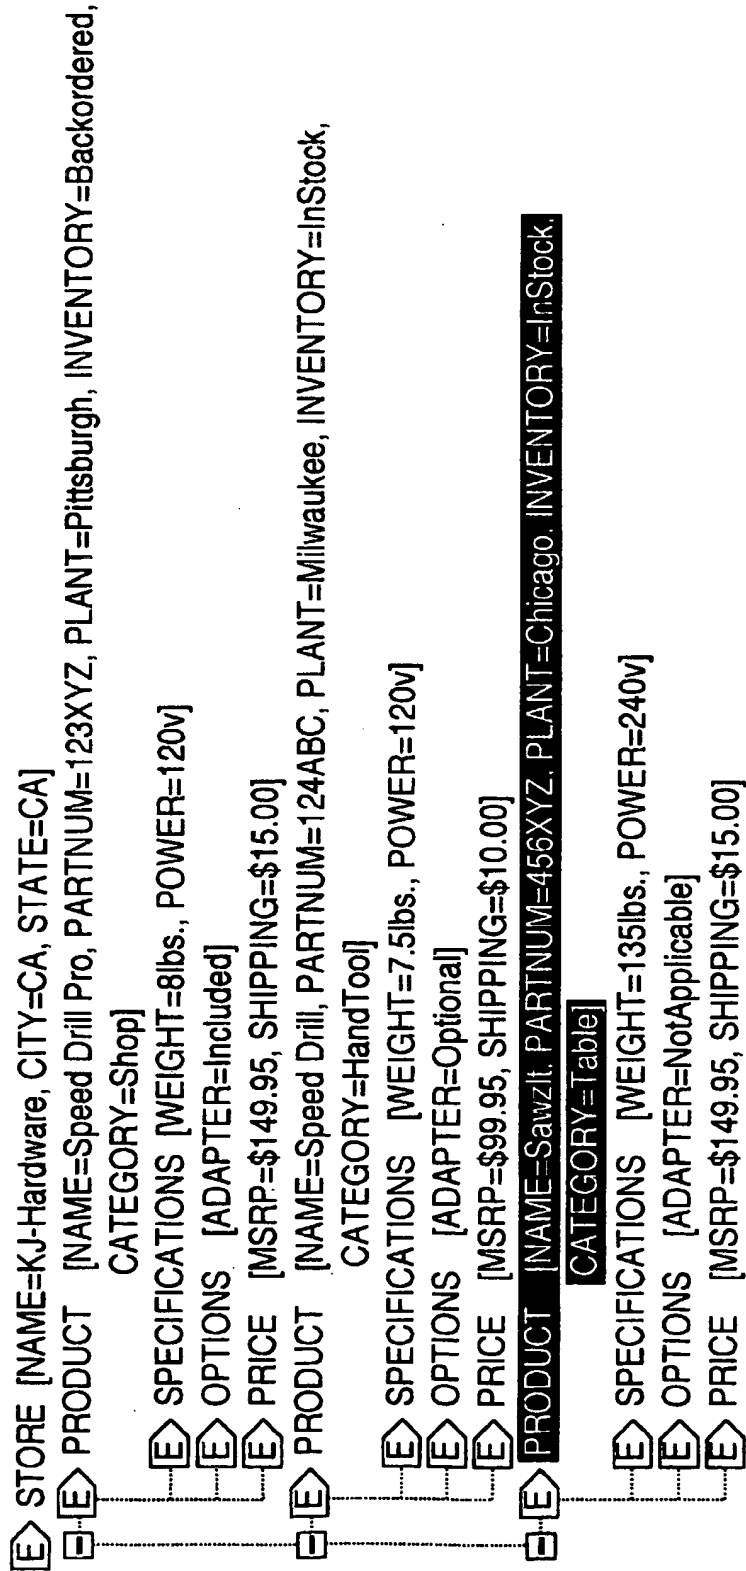 E STORE [NAME=KJ-Hardware, CITY=CA, STATE=CA]
E PRODUCT [NAME=Speed Drill Pro, PARTNUM=123XYZ, PLANT=Pittsburgh, INVENTORY=Backordered,
CATEGORY=Shop]
E SPECIFICATIONS [WEIGHT=8lbs., POWER=120v]
E OPTIONS [ADAPTER=Included]
E PRICE [MSRP=$149.95, SHIPPING=$15.00]
E PRODUCT [NAME=Speed Drill, PARTNUM=124ABC, PLANT=Milwaukee, INVENTORY=InStock,
CATEGORY=HandTool]
E SPECIFICATIONS [WEIGHT=7.5lbs., POWER=120v]
E OPTIONS [ADAPTER=Optional]
E PRICE [MSRP=$99.95, SHIPPING=$10.00]
E PRODUCT [NAME=SawzIt, PARTNUM=456XYZ, PLANT=Chicago, INVENTORY=InStock,
CATEGORY=Table]
E SPECIFICATIONS [WEIGHT=135lbs., POWER=240v]
E OPTIONS [ADAPTER=NotApplicable]
E PRICE [MSRP=$149.95, SHIPPING=$15.00]